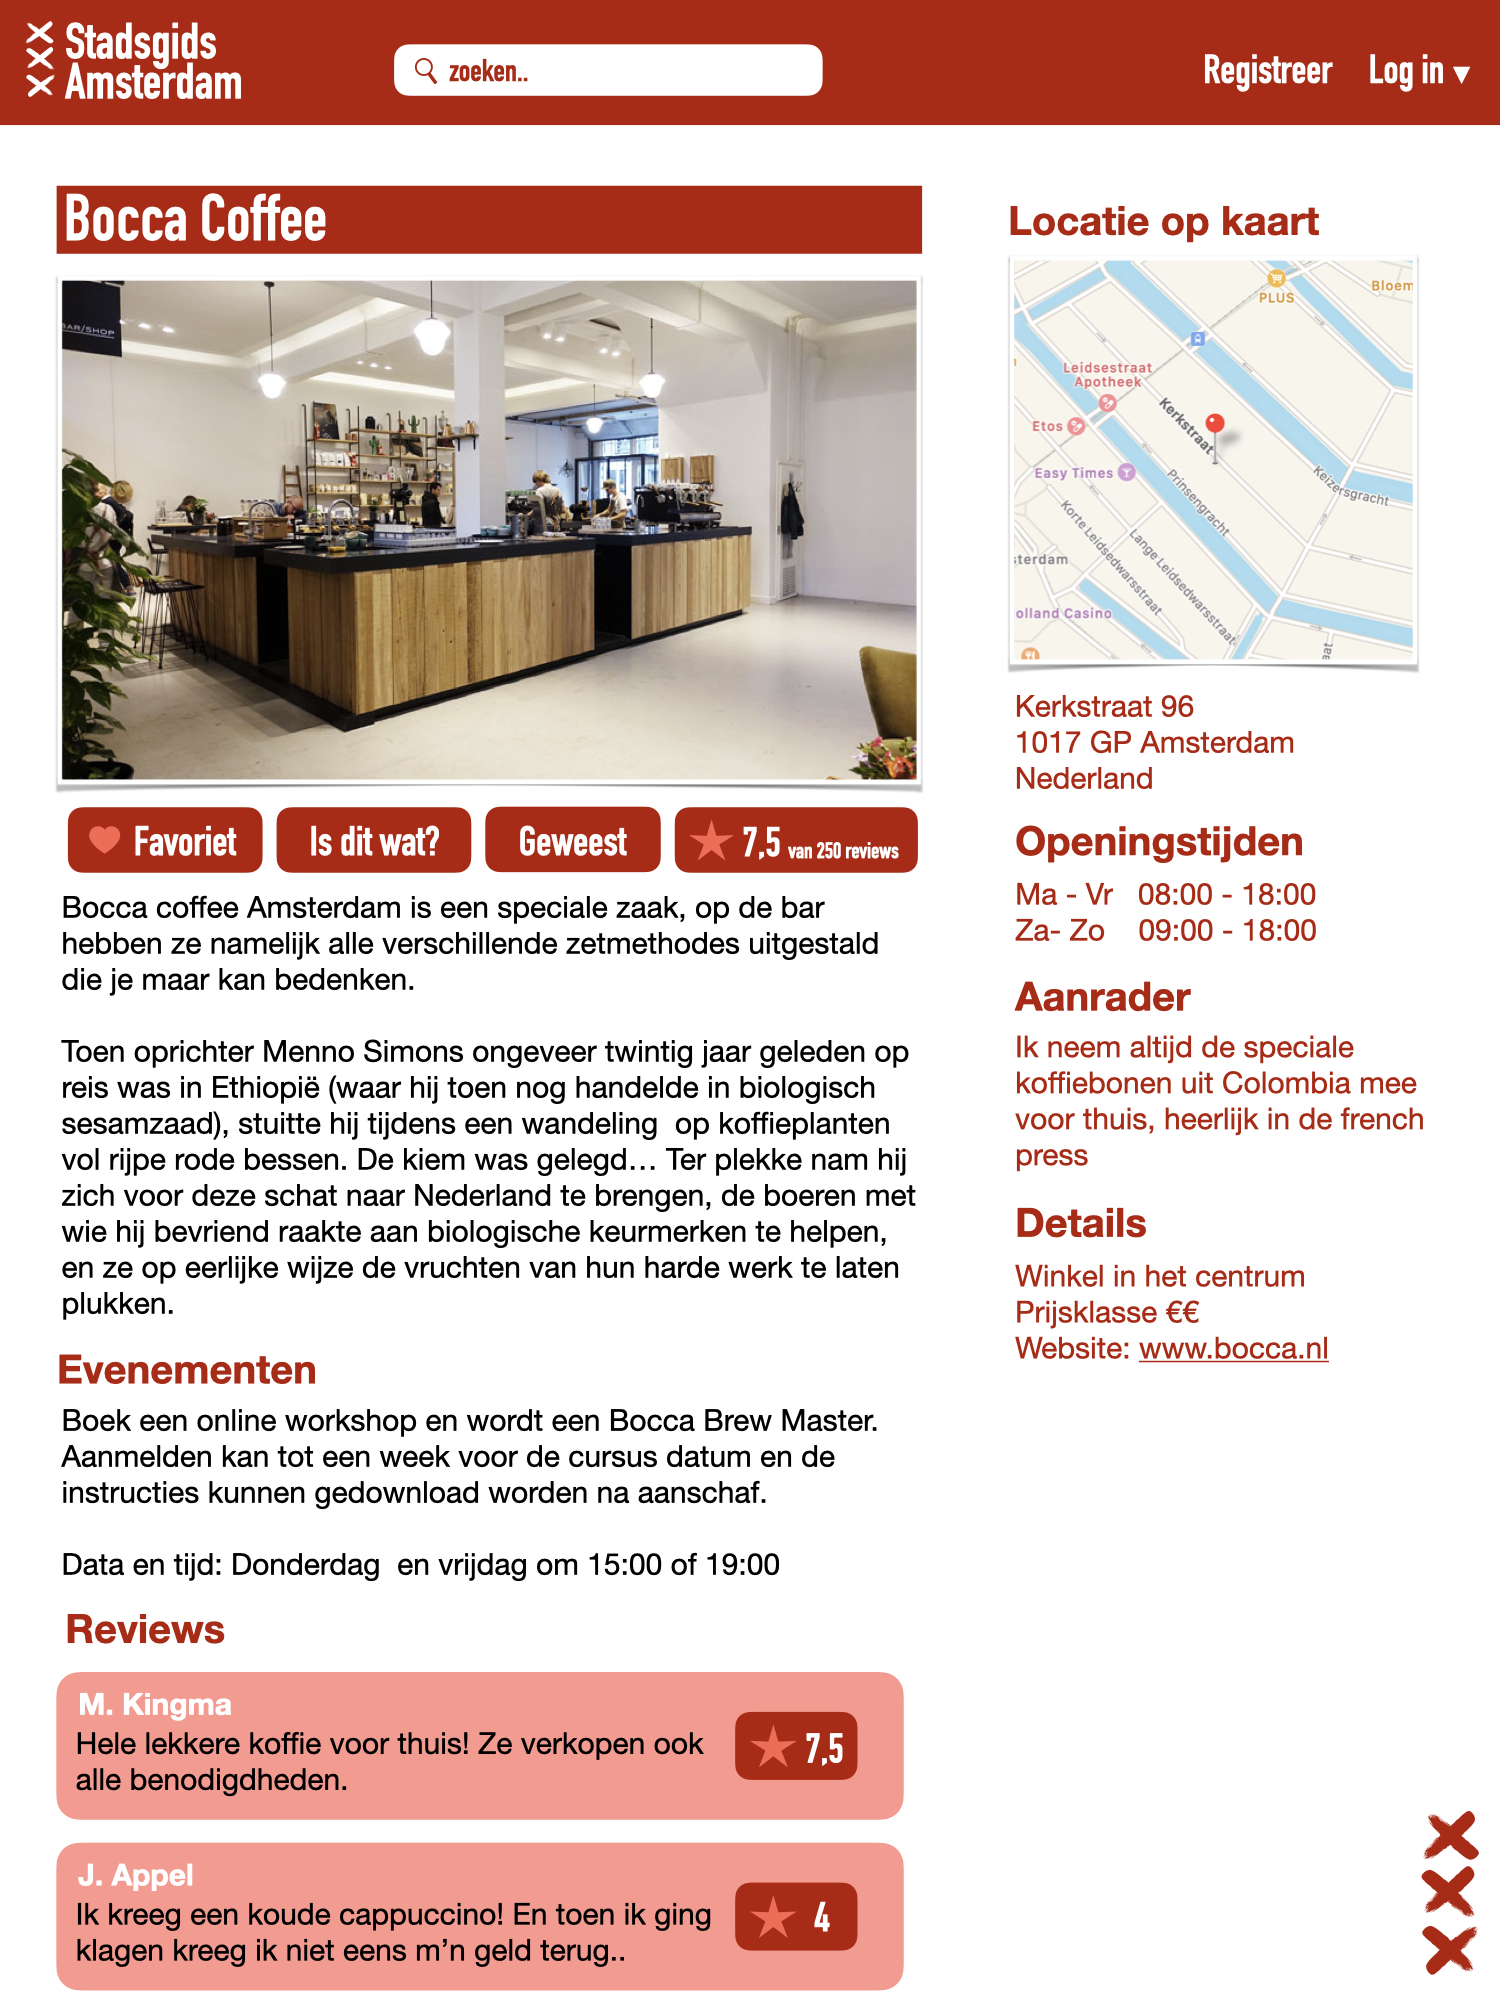 Stadsgids
Amsterdam
zoeken..
Registreer
Log in ▾
Bocca Coffee
BAR/SHOP
Favoriet
Is dit wat?
Geweest
7,5 van 250 reviews
Bocca coffee Amsterdam is een speciale zaak, op de bar
hebben ze namelijk alle verschillende zetmethodes uitgestald
die je maar kan bedenken.
Toen oprichter Menno Simons ongeveer twintig jaar geleden op
reis was in Ethiopië (waar hij toen nog handelde in biologisch
sesamzaad), stuitte hij tijdens een wandeling  op koffieplanten
vol rijpe rode bessen. De kiem was gelegd… Ter plekke nam hij
zich voor deze schat naar Nederland te brengen, de boeren met
wie hij bevriend raakte aan biologische keurmerken te helpen,
en ze op eerlijke wijze de vruchten van hun harde werk te laten
plukken.
Evenementen
Boek een online workshop en wordt een Bocca Brew Master.
Aanmelden kan tot een week voor de cursus datum en de
instructies kunnen gedownload worden na aanschaf.
Data en tijd: Donderdag  en vrijdag om 15:00 of 19:00
Reviews
M. Kingma
Hele lekkere koffie voor thuis! Ze verkopen ook
alle benodigdheden.
7,5
J. Appel
Ik kreeg een koude cappuccino! En toen ik ging
klagen kreeg ik niet eens m’n geld terug..
4
Locatie op kaart
PLUS
Bloem
Leidsestraat
Apotheek
Etos
Kerkstraat
Easy Times
Prinsengracht
Keizersgracht
Korte Leidsedwarsstraat
Lange Leidsedwarsstraat
sterdam
olland Casino
aat
Kerkstraat 96
1017 GP Amsterdam
Nederland
Openingstijden
Ma - Vr 08:00 - 18:00
Za- Zo 09:00 - 18:00
Aanrader
Ik neem altijd de speciale
koffiebonen uit Colombia mee
voor thuis, heerlijk in de french
press
Details
Winkel in het centrum
Prijsklasse €€
Website: www.bocca.nl